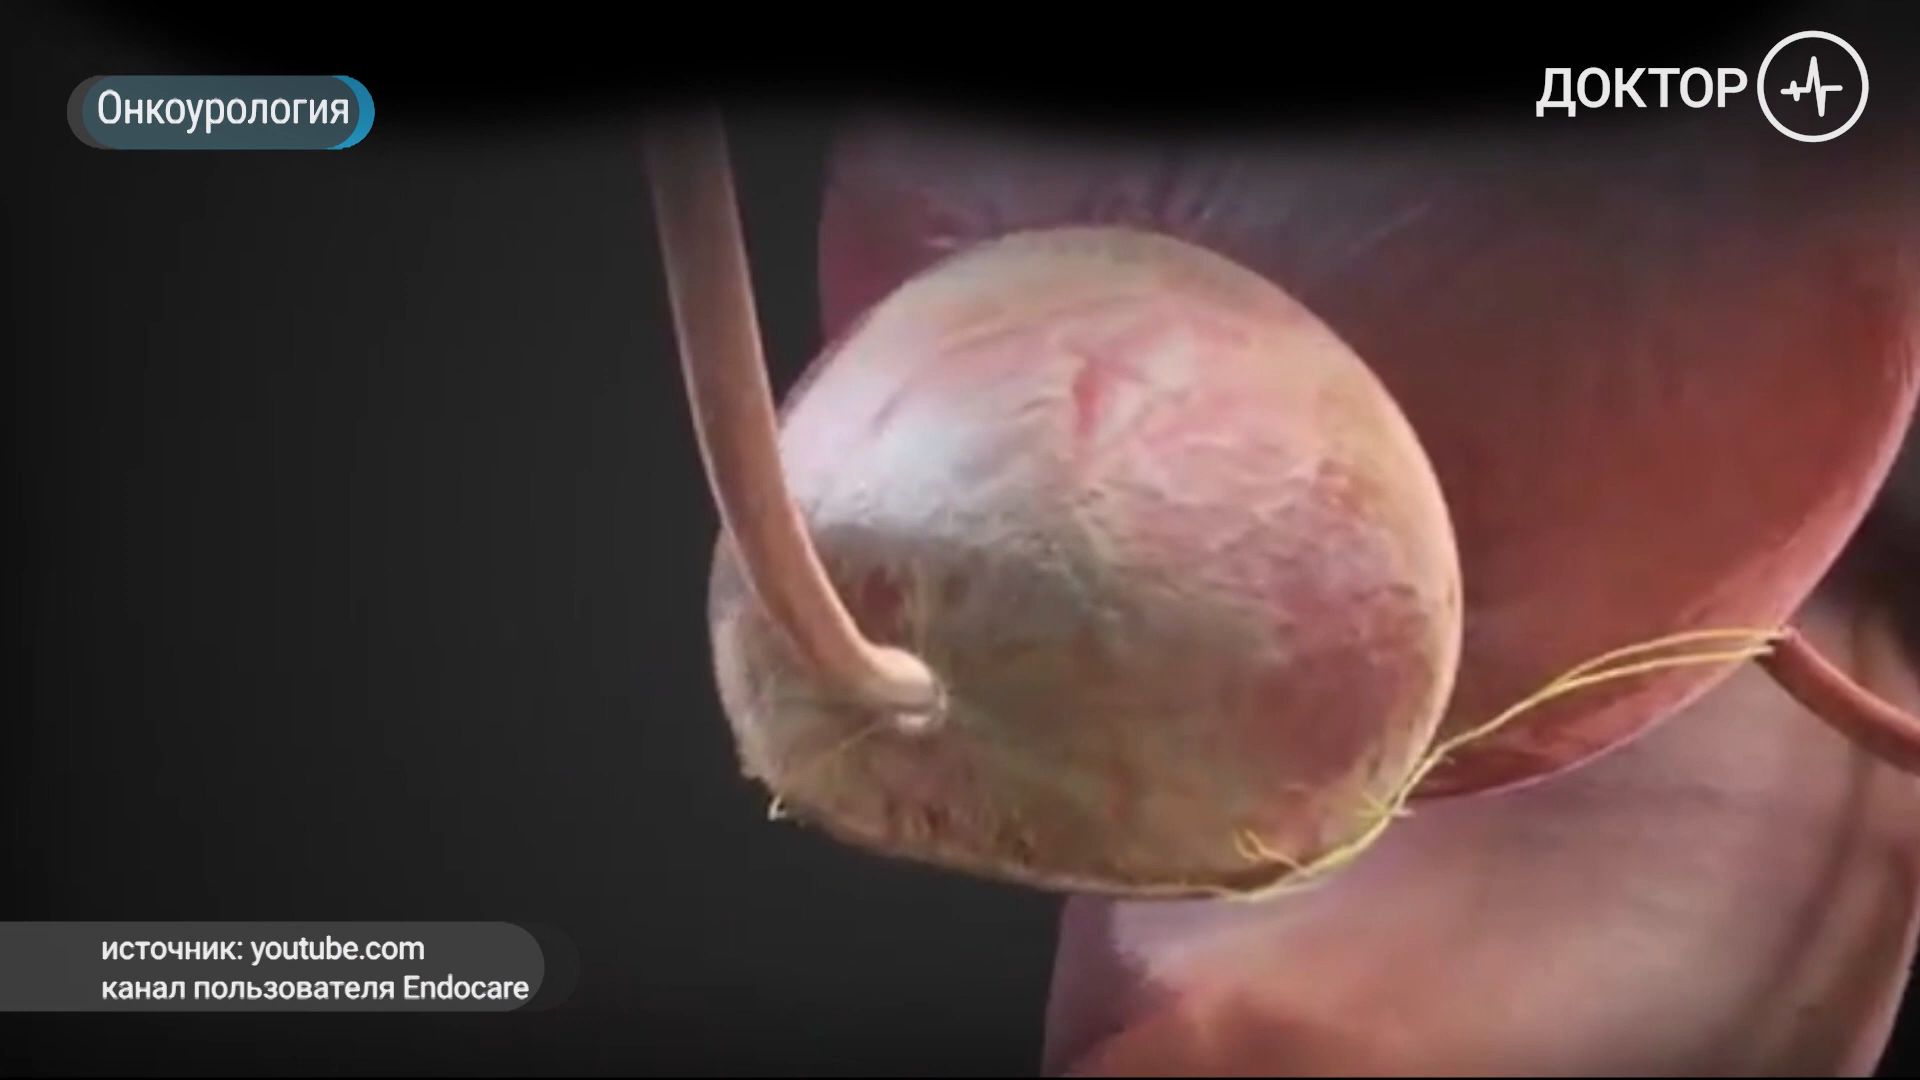 Онкоурология
ДОКТОР
источник: youtube.com
канал пользователя Endocare